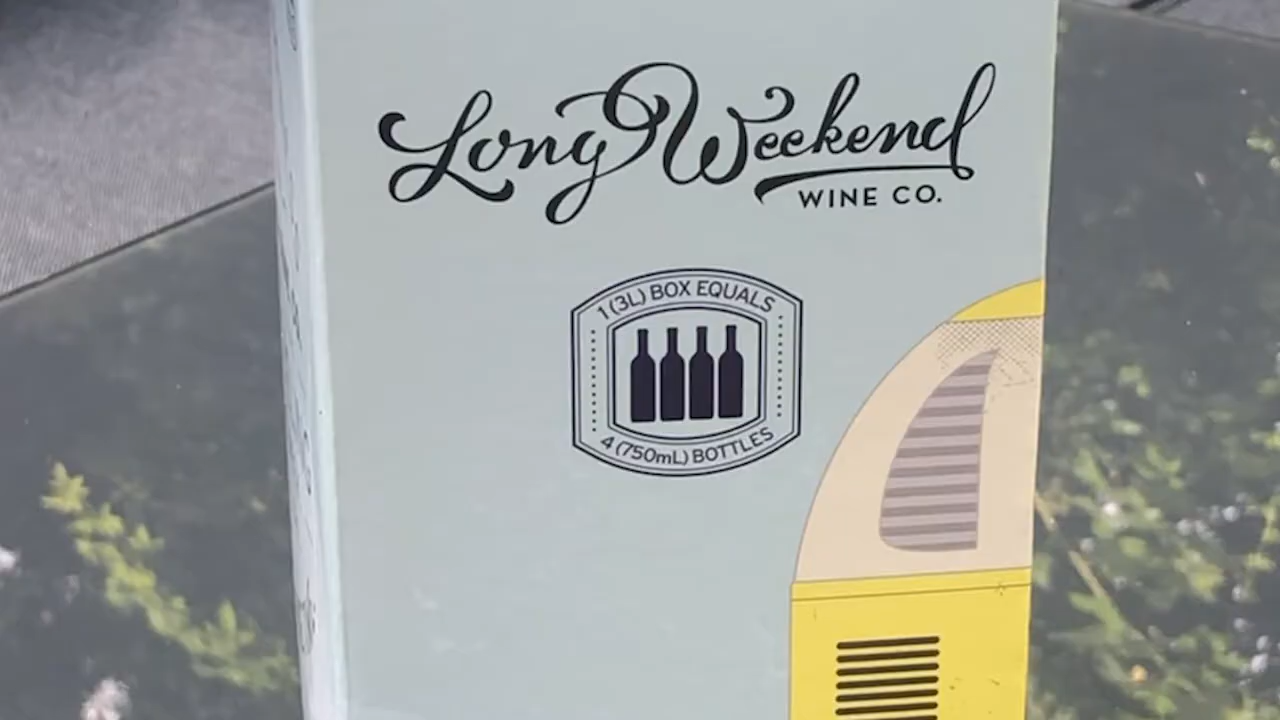 Long Weekend
WINE CO.
1 (3L) BOX EQUALS
4 (750mL) BOTTLES